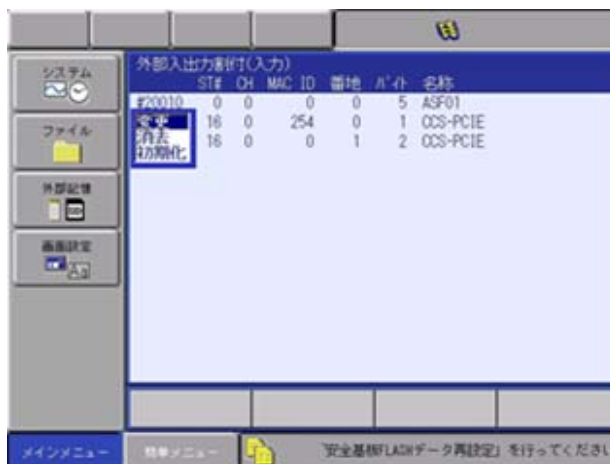 外部入出力割付(入力)
ST# CH MAC ID 番地 バイト 名称
#20010 0 0 0 0 5 ASF01
変更 16 0 254 0 1 CCS-PCIE
消去 16 0 0 1 2 CCS-PCIE
初期化
システム
ファイル
外部記憶
画面設定
メインメニュー
簡単メニュー
安全基板FLASHデータ再設定」を行ってくださ